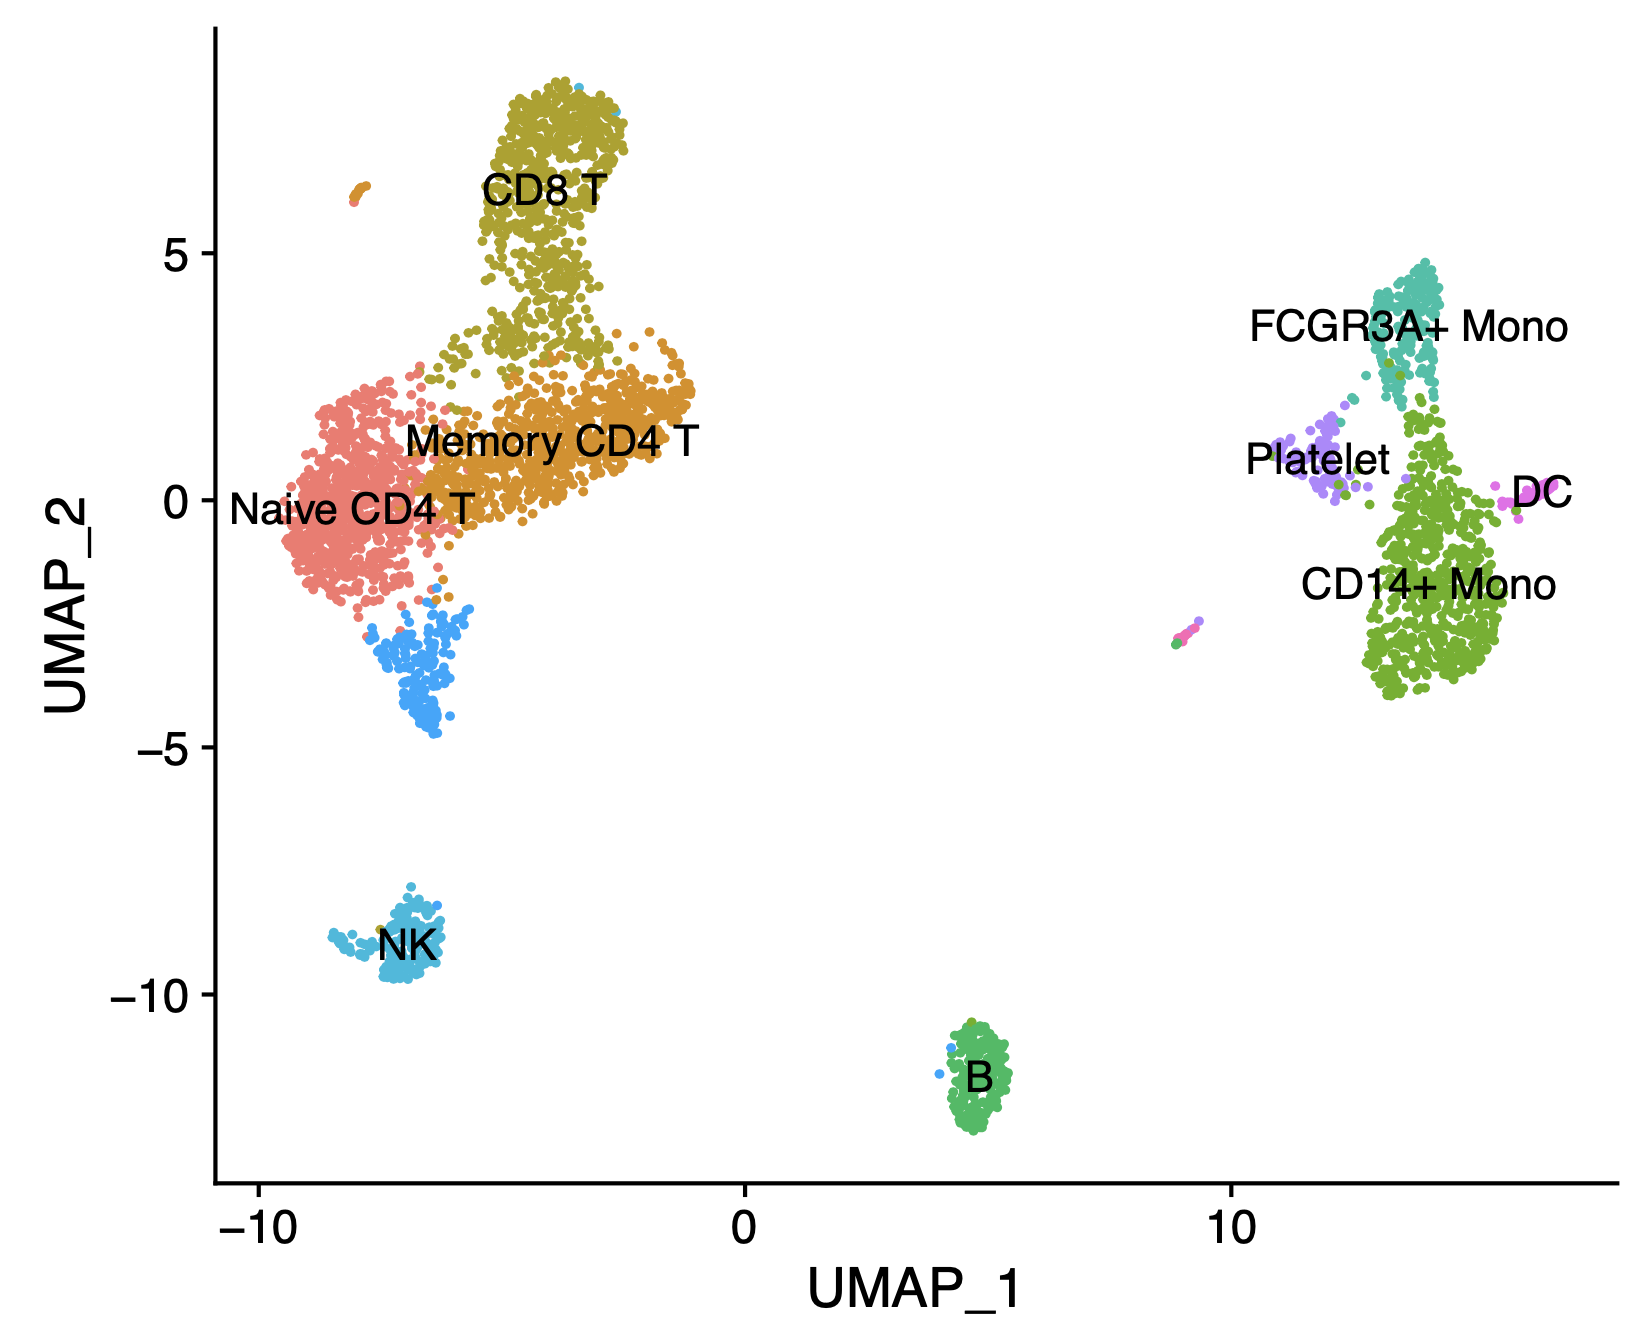 CD8 T
5
FCGR3A+ Mono
Memory CD4 T
Platelet
0
Naive CD4 T
DC
CD14+ Mono
UMAP_2
−5
NK
−10
B
−10
0
10
UMAP_1